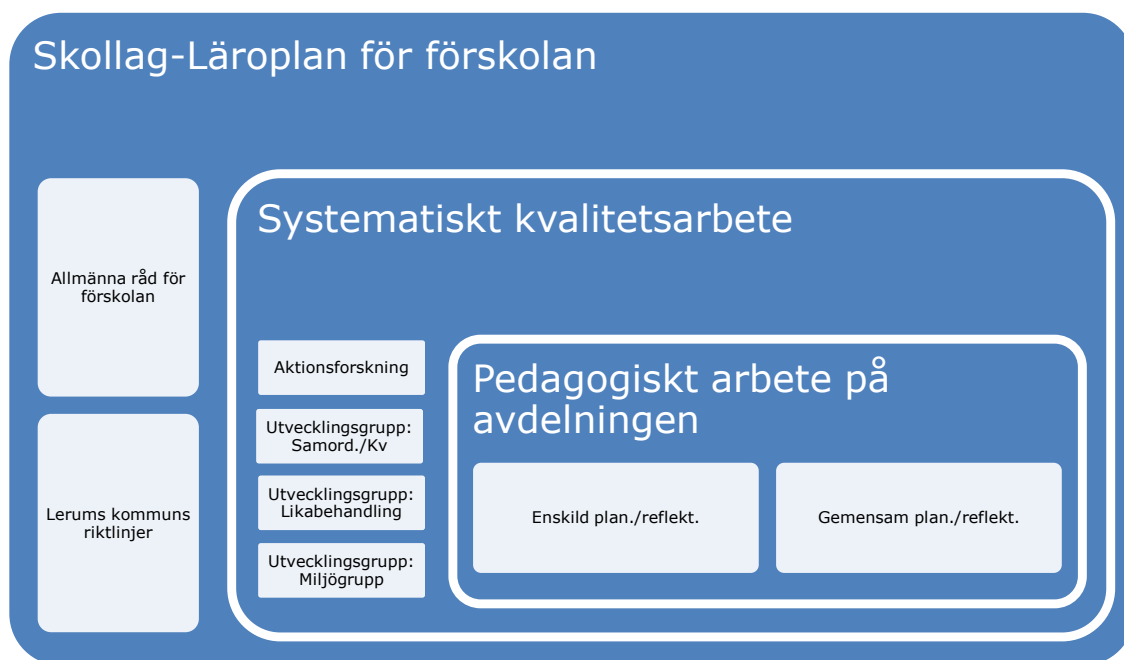 Skollag-Läroplan för förskolan
Allmänna råd för
förskolan
Lerums kommuns
riktlinjer
Systematiskt kvalitetsarbete
Aktionsforskning
Utvecklingsgrupp:
Samord./Kv
Utvecklingsgrupp:
Likabehandling
Utvecklingsgrupp:
Miljögrupp
Pedagogiskt arbete på
avdelningen
Enskild plan./reflekt.
Gemensam plan./reflekt.